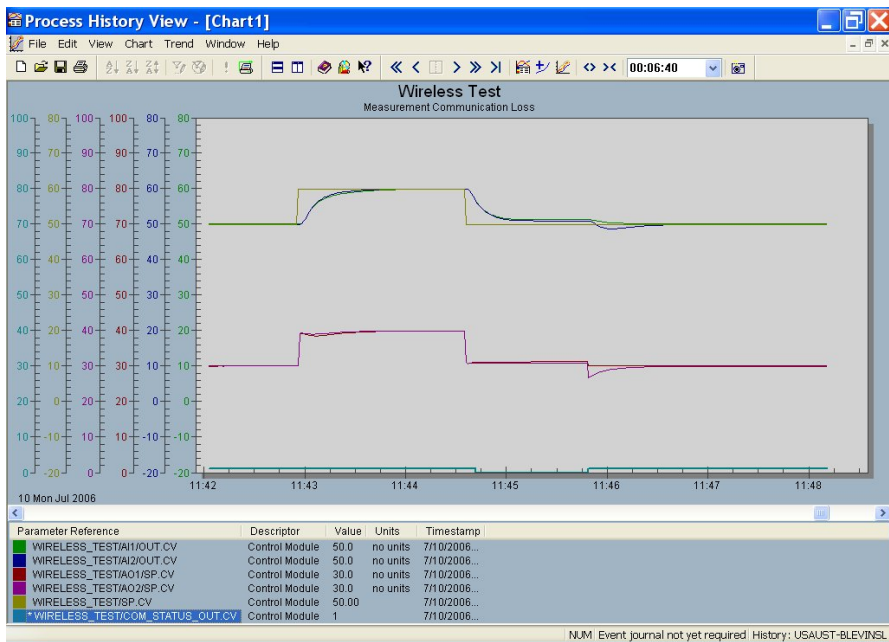 Process History View - [Chart1]
File Edit View Chart Trend Window Help
00:06:40
Wireless Test
Measurement Communication Loss
100 80 100 100 80 80
90 70 90 90 70 70
80 60 80 80 60 60
70 50 70 70 50 50
60 40 60 60 40 40
50 30 50 50 30 30
40 20 40 40 20 20
30 10 30 30 10 10
20 0 20 20 0 0
10 -10 10 10 -10 -10
0 -20 0 0 -20 -20
11:42 11:43 11:44 11:45 11:46 11:47 11:48
10 Mon Jul 2006
Parameter Reference Descriptor Value Units Timestamp
WIRELESS_TEST/AI1/OUT.CV Control Module 50.0 no units 7/10/2006...
WIRELESS_TEST/AI2/OUT.CV Control Module 50.0 no units 7/10/2006...
WIRELESS_TEST/AO1/SP.CV Control Module 30.0 no units 7/10/2006...
WIRELESS_TEST/AO2/SP.CV Control Module 30.0 no units 7/10/2006...
WIRELESS_TEST/SP.CV Control Module 50.00 7/10/2006...
* WIRELESS_TEST/COM_STATUS_OUT.CV Control Module 1 7/10/2006...
NUM Event journal not yet required History: USAUST-BLEVINSL